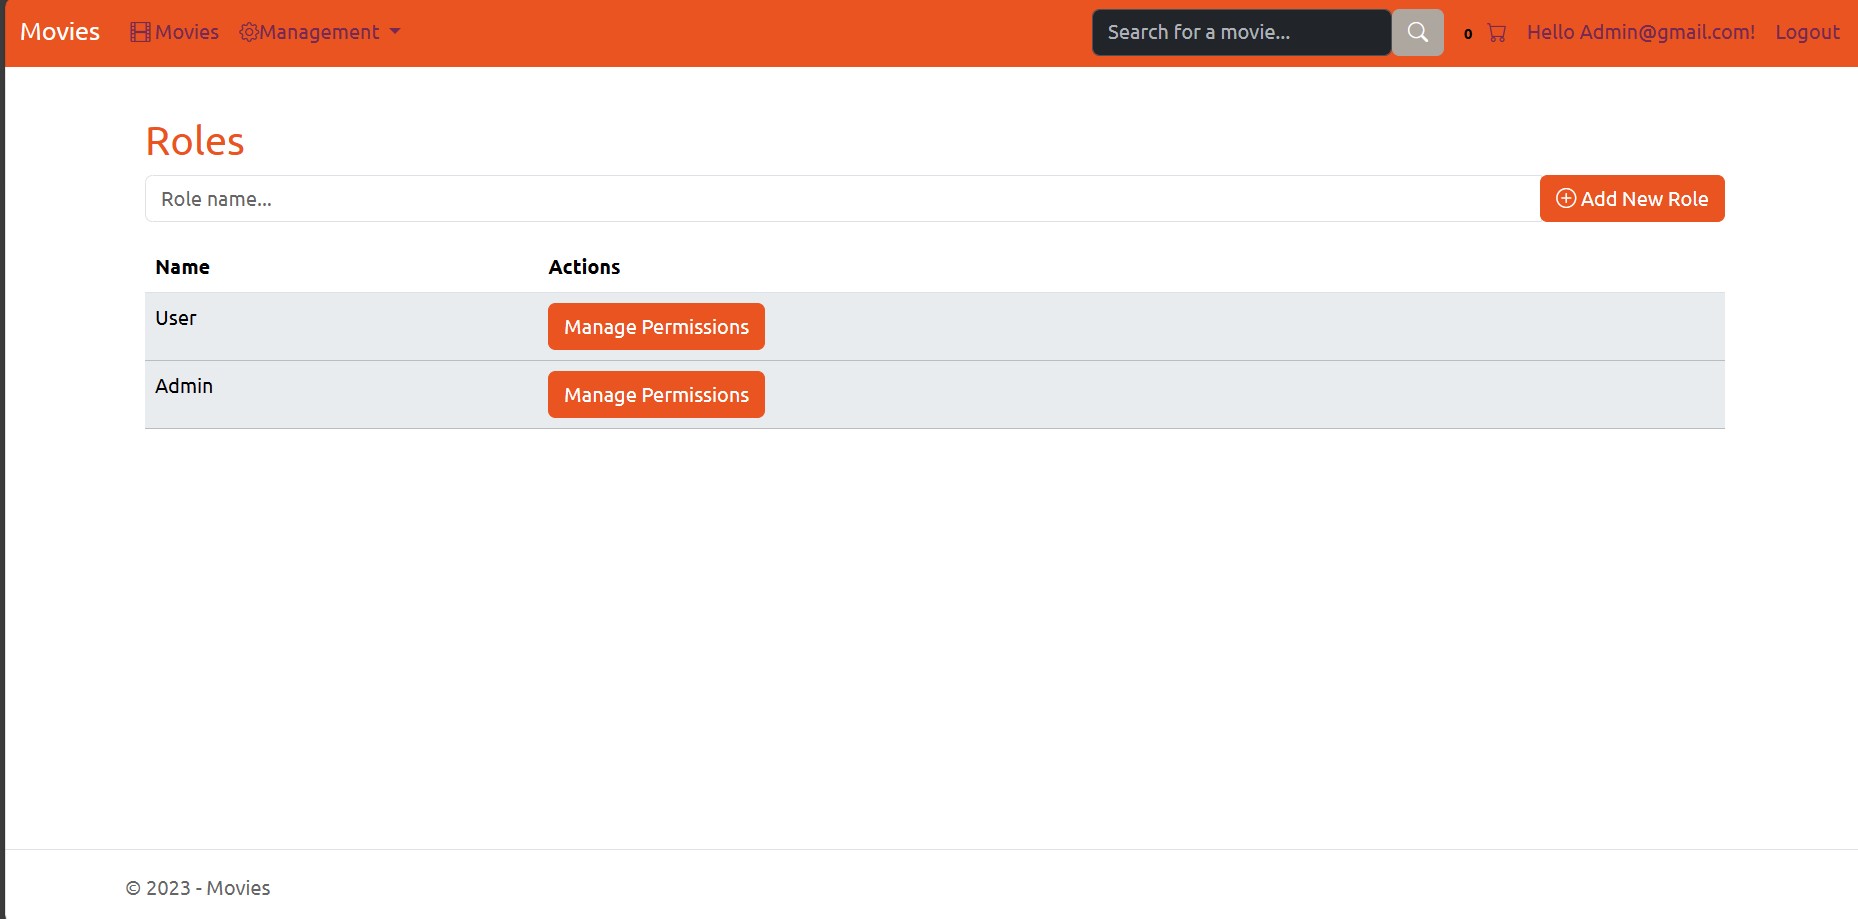 Movies Movies Management Search for a movie... 0 Hello Admin@gmail.com! Logout
Roles
Role name... Add New Role
Name Actions
User Manage Permissions
Admin Manage Permissions
© 2023 - Movies